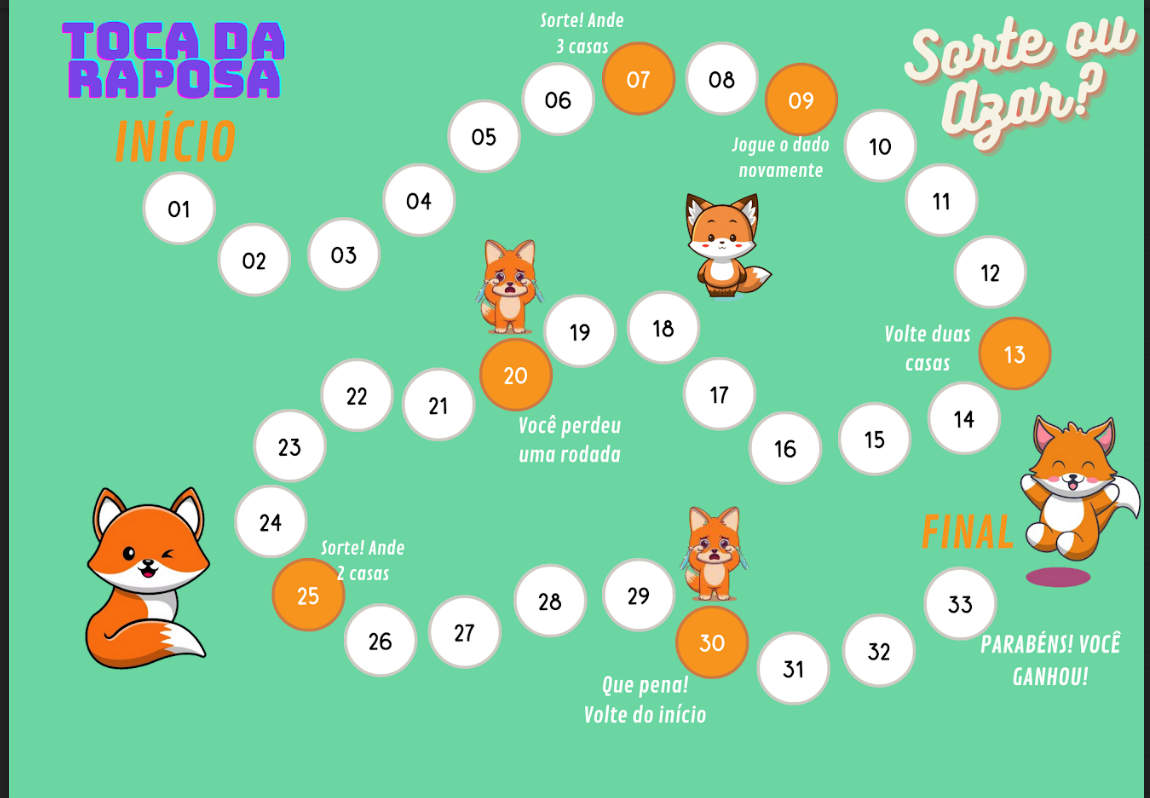 TOCA DA
RAPOSA
INÍCIO
Sorte ou
Azar?
01
02
03
04
05
06
Sorte! Ande
3 casas
07
08
09
Jogue o dado
novamente
10
11
12
Volte duas
casas
13
14
15
16
17
18
19
20
Você perdeu
uma rodada
21
22
23
24
Sorte! Ande
2 casas
25
26
27
28
29
30
Que pena!
Volte do início
31
32
FINAL
33
PARABÉNS! VOCÊ
GANHOU!